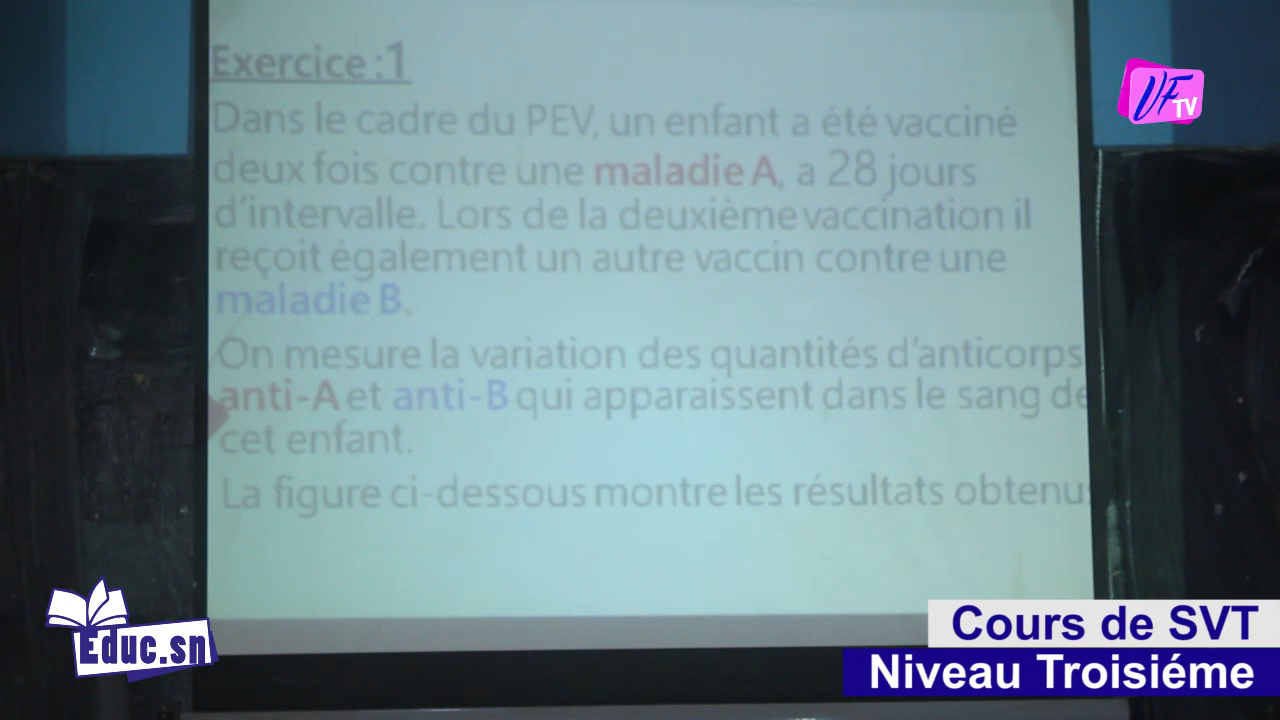 Exercice :1
Dans le cadre du PEV, un enfant a été vacciné
deux fois contre une maladie A, a 28 jours
d'intervalle. Lors de la deuxième vaccination il
reçoit également un autre vaccin contre une
maladie B.
On mesure la variation des quantités d'anticorps
anti-A et anti-B qui apparaissent dans le sang de
cet enfant.
La figure ci-dessous montre les résultats obtenus
VF TV
Educ.sn
Cours de SVT
Niveau Troisiéme